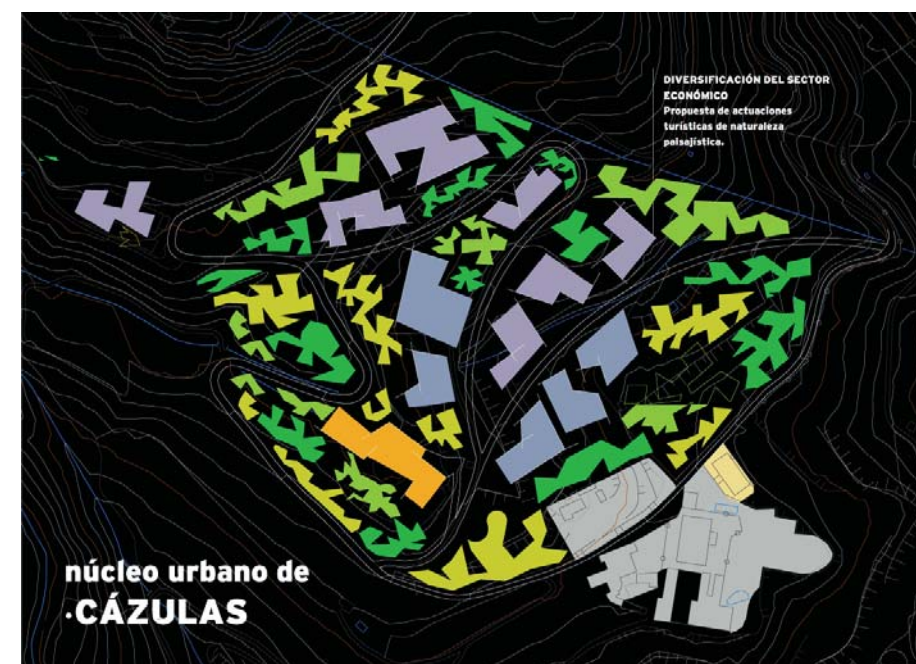 DIVERSIFICACIÓN DEL SECTOR
ECONÓMICO
Propuesta de actuaciones
turísticas de naturaleza
paisajística.
núcleo urbano de
·CÁZULAS